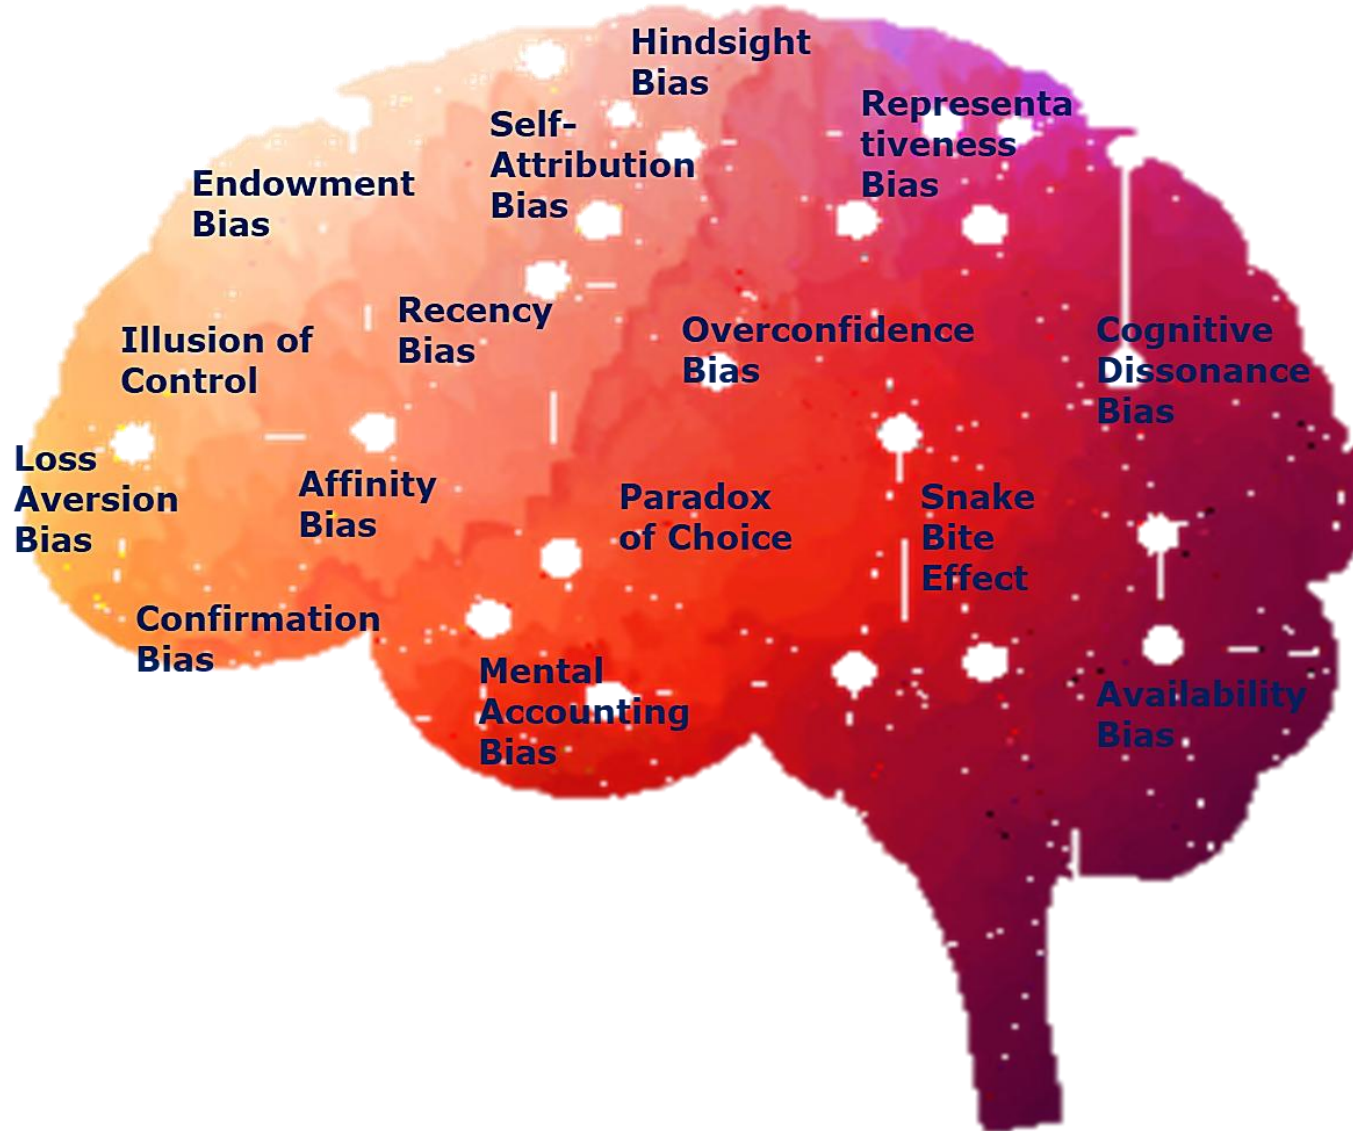 Hindsight
Bias
Self-
Attribution
Bias
Representa
tiveness
Bias
Endowment
Bias
Recency
Bias
Illusion of
Control
Overconfidence
Bias
Cognitive
Dissonance
Bias
Loss
Aversion
Bias
Affinity
Bias
Paradox
of Choice
Snake
Bite
Effect
Confirmation
Bias
Mental
Accounting
Bias
Availability
Bias